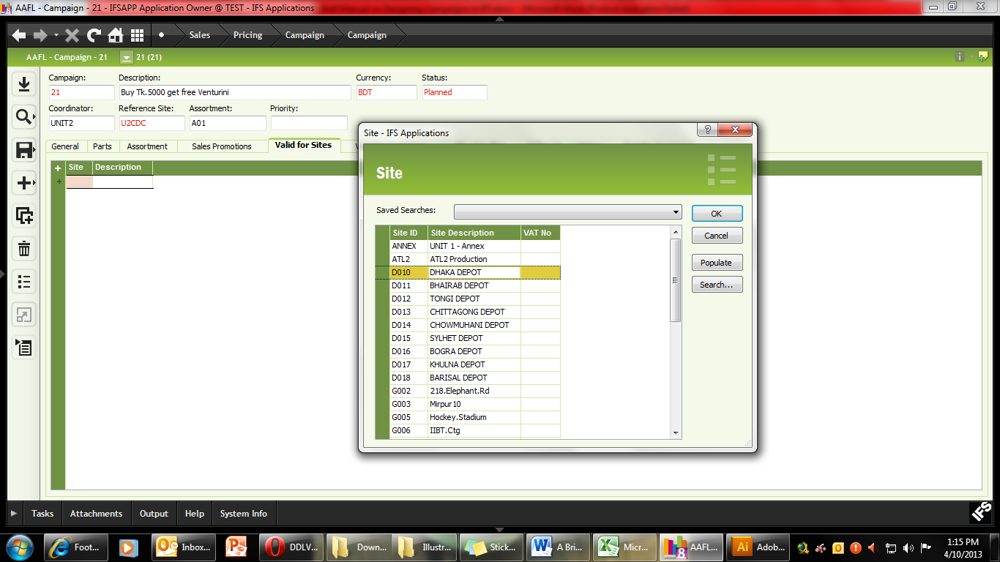 AAFL - Campaign - 21 - IFSAPP Application Owner @ TEST - IFS Applications
Sales Pricing Campaign Campaign
AAFL - Campaign - 21 21 (21)
Campaign: Description: Currency: Status:
21 Buy Tk.5000 get free Venturini BDT Planned
Coordinator: Reference Site: Assortment: Priority:
UNIT2 U2CDC A01
General Parts Assortment Sales Promotions Valid for Sites
Site Description
Site - IFS Applications
Site
Saved Searches:
OK
Cancel
Populate
Search...
Site ID Site Description VAT No
ANNEX UNIT 1 - Annex
ATL2 ATL2 Production
D010 DHAKA DEPOT
D011 BHAIRAB DEPOT
D012 TONGI DEPOT
D013 CHITTAGONG DEPOT
D014 CHOWMUHANI DEPOT
D015 SYLHET DEPOT
D016 BOGRA DEPOT
D017 KHULNA DEPOT
D018 BARISAL DEPOT
G002 218.Elephant.Rd
G003 Mirpur10
G005 Hockey.Stadium
G006 IIBT.Ctg
Tasks Attachments Output Help System Info
IFS
Foot... Inbox... DDLV... Down... Illustr... Stick... A Bri... Micr... AAFL... Adob...
1:15 PM
4/10/2013